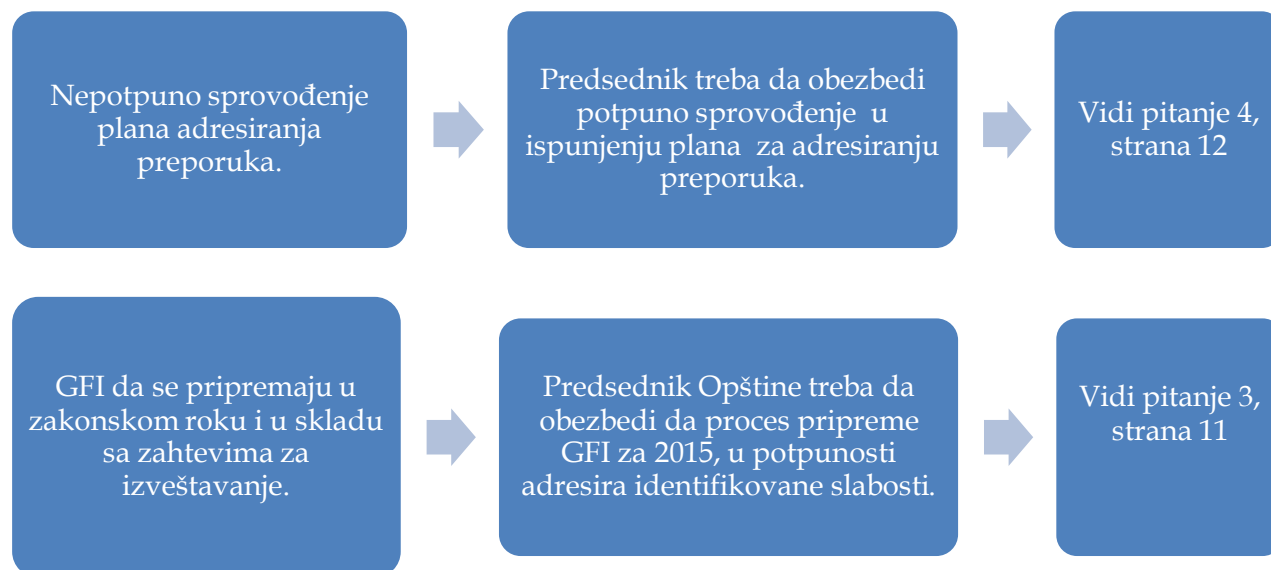 Nepotpuno sprovođenje
plana adresiranja
preporuka.
Predsednik treba da obezbedi
potpuno sprovođenje u
ispunjenju plana za adresiranju
preporuka.
Vidi pitanje 4,
strana 12
GFI da se pripremaju u
zakonskom roku i u skladu
sa zahtevima za
izveštavanje.
Predsednik Opštine treba da
obezbedi da proces pripreme
GFI za 2015, u potpunosti
adresira identifikovane slabosti.
Vidi pitanje 3,
strana 11